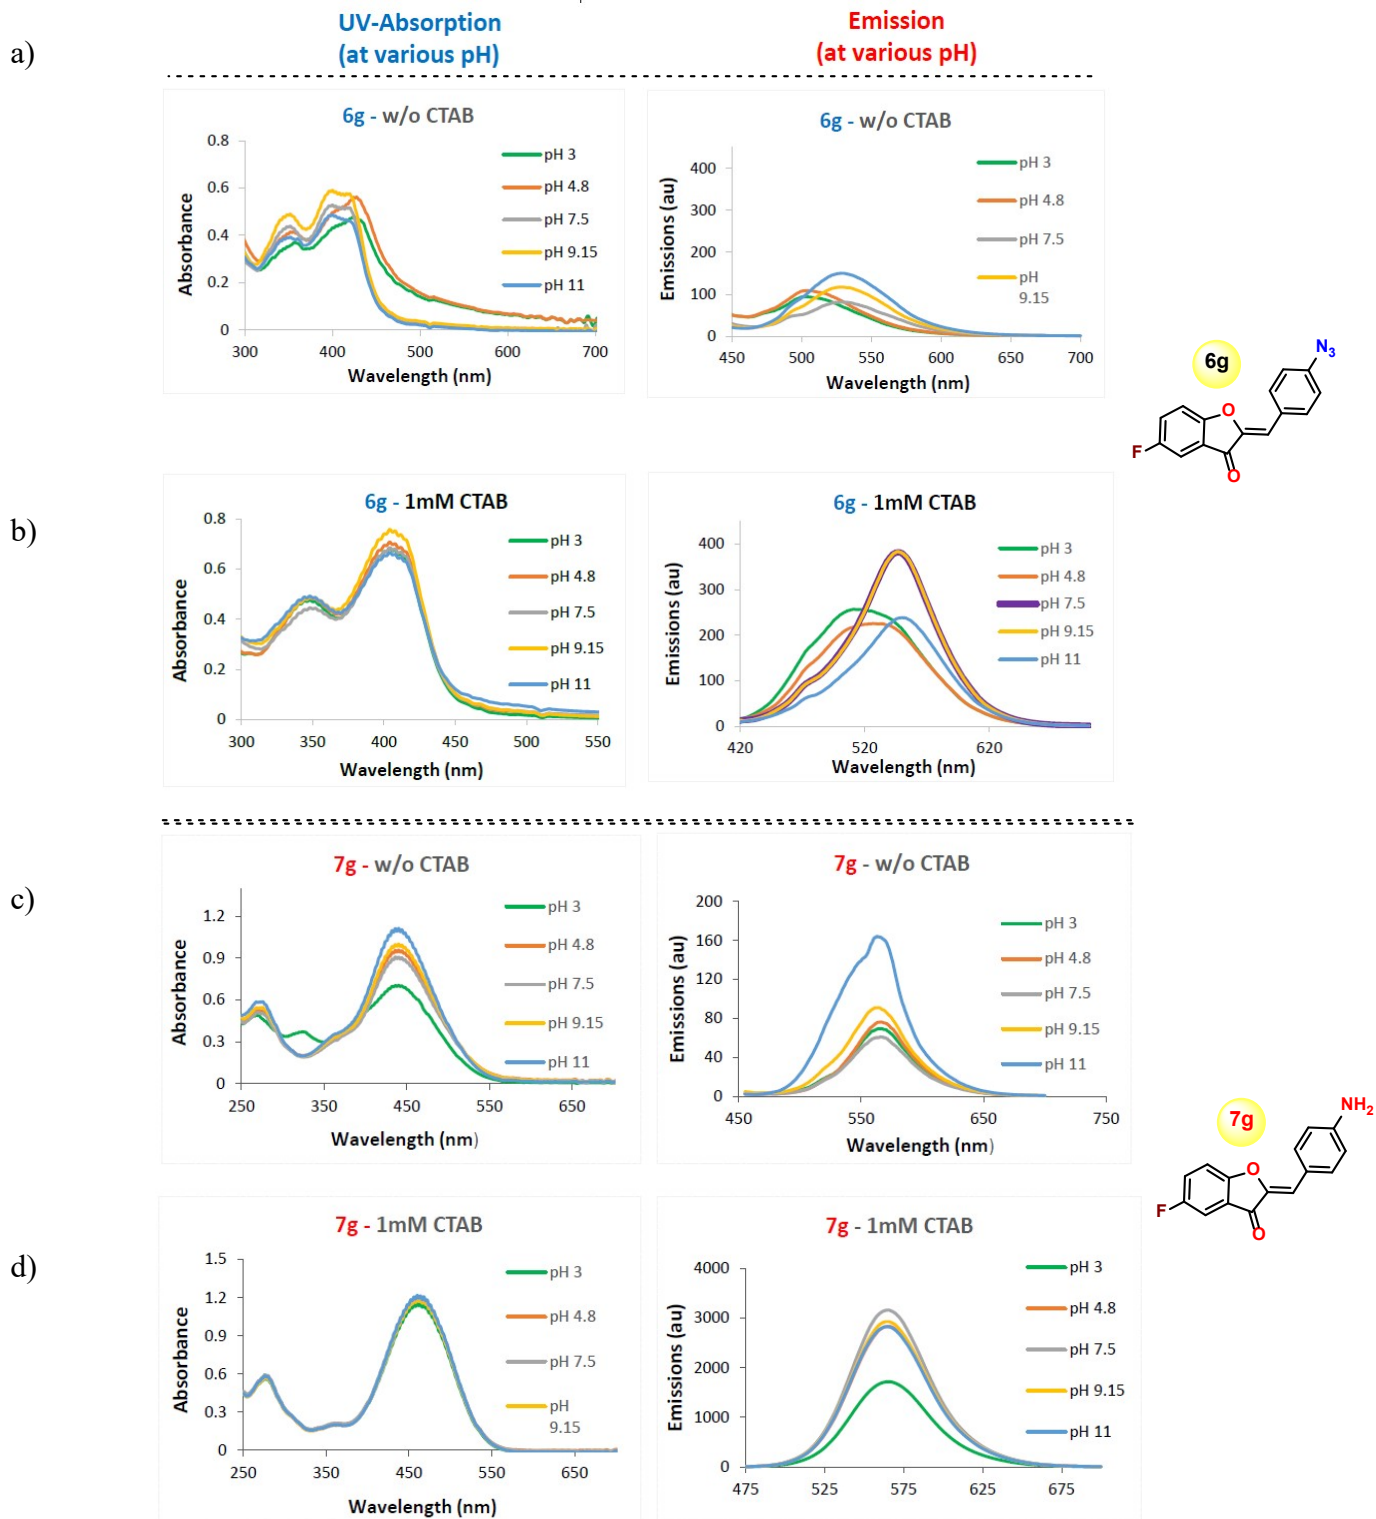 UV-Absorption
(at various pH)
Emission
(at various pH)
a)
6g - w/o CTAB
0.8
0.6
0.4
0.2
0
Absorbance
pH 3
pH 4.8
pH 7.5
pH 9.15
pH 11
300
400
500
600
700
Wavelength (nm)
6g - w/o CTAB
400
300
200
100
0
Emissions (au)
pH 3
pH 4.8
pH 7.5
pH
9.15
450
500
550
600
650
700
Wavelength (nm)
6g
N3
O
F
O
b)
6g - 1mM CTAB
0.8
0.6
0.4
0.2
0
Absorbance
pH 3
pH 4.8
pH 7.5
pH 9.15
pH 11
300
350
400
450
500
550
Wavelength (nm)
6g - 1mM CTAB
400
300
200
100
0
Emissions (au)
pH 3
pH 4.8
pH 7.5
pH 9.15
pH 11
420
520
620
Wavelength (nm)
c)
7g - w/o CTAB
1.2
0.9
0.6
0.3
0
Absorbance
pH 3
pH 4.8
pH 7.5
pH 9.15
pH 11
250
350
450
550
650
Wavelength (nm)
7g - w/o CTAB
200
160
120
80
40
0
Emissions (au)
pH 3
pH 4.8
pH 7.5
pH 9.15
pH 11
450
550
650
750
Wavelength (nm)
7g
NH2
O
F
O
d)
7g - 1mM CTAB
1.5
1.2
0.9
0.6
0.3
0
Absorbance
pH 3
pH 4.8
pH 7.5
pH
9.15
250
350
450
550
650
Wavelength (nm)
7g - 1mM CTAB
4000
3000
2000
1000
0
Emissions (au)
pH 3
pH 4.8
pH 7.5
pH 9.15
pH 11
475
525
575
625
675
Wavelength (nm)